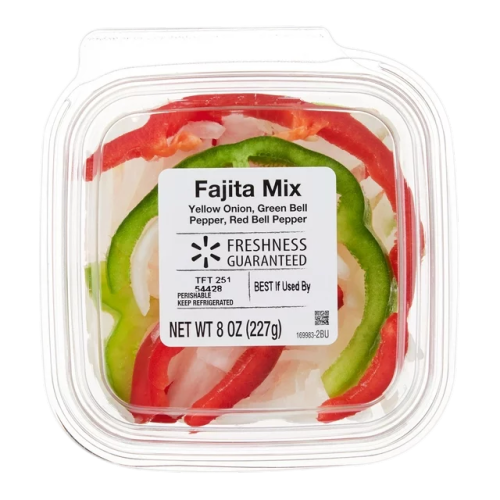 Fajita Mix
Yellow Onion, Green Bell
Pepper, Red Bell Pepper
FRESHNESS
GUARANTEED
TFT 251
54428
BEST If Used By
PERISHABLE
KEEP REFRIGERATED
NET WT 8 OZ (227g)
169983-2BU